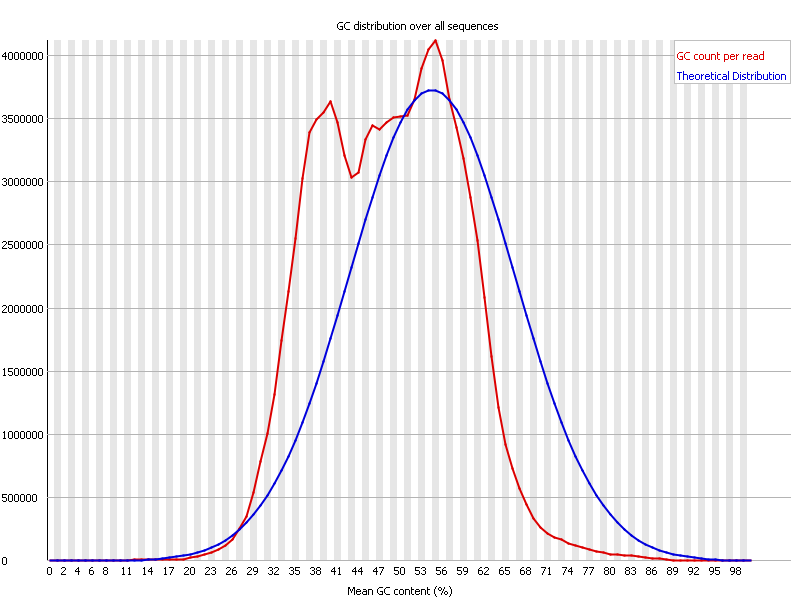 GC distribution over all sequences
GC count per read
Theoretical Distribution
4000000
3500000
3000000
2500000
2000000
1500000
1000000
500000
0
0 2 4 6 8 11 14 17 20 23 26 29 32 35 38 41 44 47 50 53 56 59 62 65 68 71 74 77 80 83 86 89 92 95 98
Mean GC content (%)